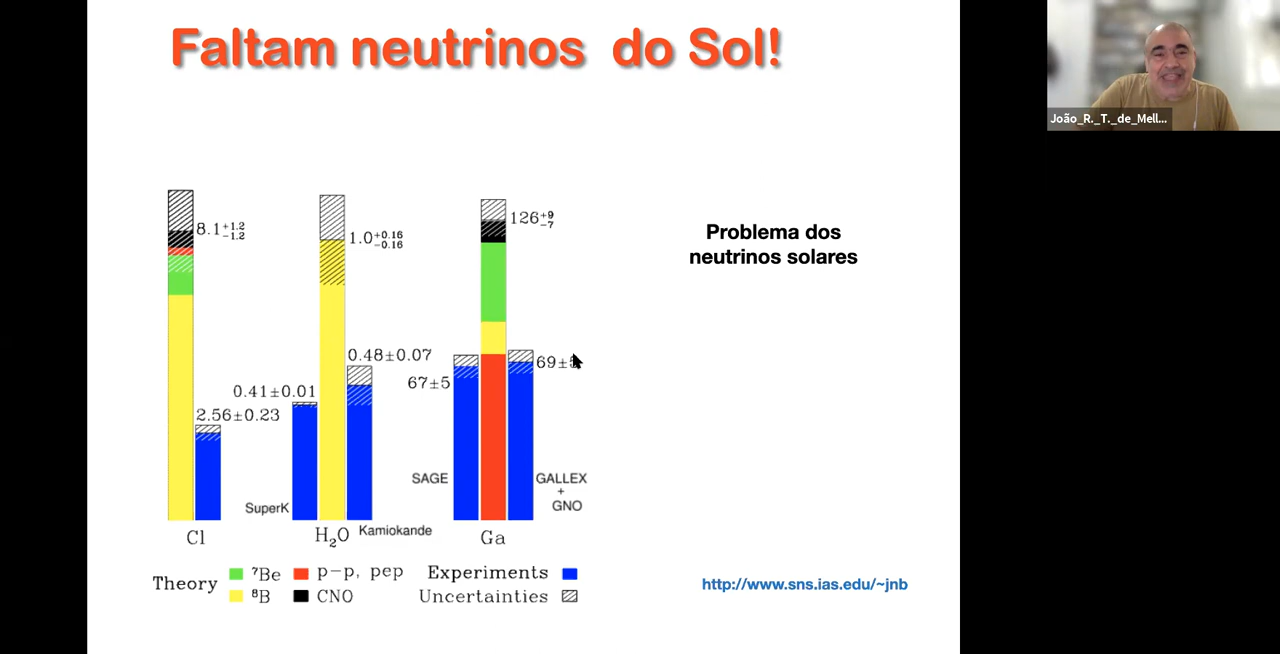 Faltam neutrinos do Sol!
João_R._T._de_Mell...
Problema dos
neutrinos solares
8.1+1.2−1.2
1.0+0.16−0.16
126+9−7
0.48±0.07
0.41±0.01
2.56±0.23
67±5
69±
SAGE
GALLEX
+
GNO
SuperK
Kamiokande
Cl
H₂O
Ga
Theory
⁷Be
p−p, pep
Experiments
⁸B
CNO
Uncertainties
http://www.sns.ias.edu/~jnb